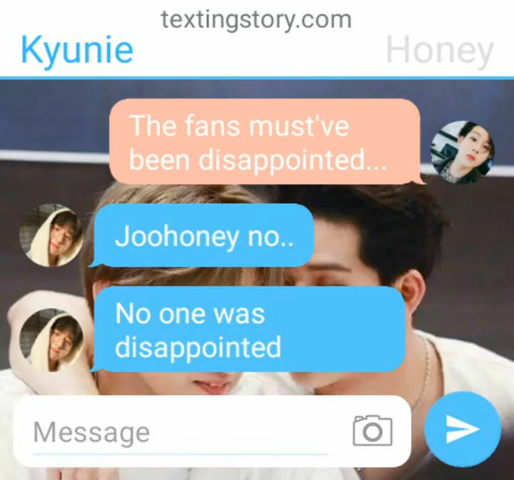 textingstory.com
Kyunie
Honey
The fans must've
been disappointed...
Joohoney no..
No one was
disappointed
Message